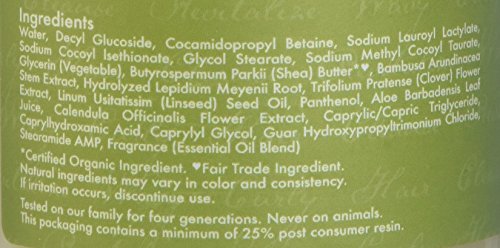 Revitalize Wavy
Ingredients
Water, Decyl Glucoside, Cocamidopropyl Betaine, Sodium Lauroyl Lactylate,
Sodium Cocoyl Isethionate, Glycol Stearate, Sodium Methyl Cocoyl Taurate,
Glycerin (Vegetable), Butyrospermum Parkii (Shea) Butter*♥, Bambusa Arundinacea
Stem Extract, Hydrolyzed Lepidium Meyenii Root, Trifolium Pratense (Clover) Flower
Extract, Linum Usitatissim (Linseed) Seed Oil, Panthenol, Aloe Barbadensis Leaf
Juice, Calendula Officinalis Flower Extract, Caprylic/Capric Triglyceride,
Caprylhydroxamic Acid, Caprylyl Glycol, Guar Hydroxypropyltrimonium Chloride,
Stearamide AMP, Fragrance (Essential Oil Blend)
*Certified Organic Ingredient. ♥Fair Trade Ingredient.
Natural ingredients may vary in color and consistency.
If irritation occurs, discontinue use.
Curly Hair
Tested on our family for four generations. Never on animals.
This packaging contains a minimum of 25% post consumer resin.